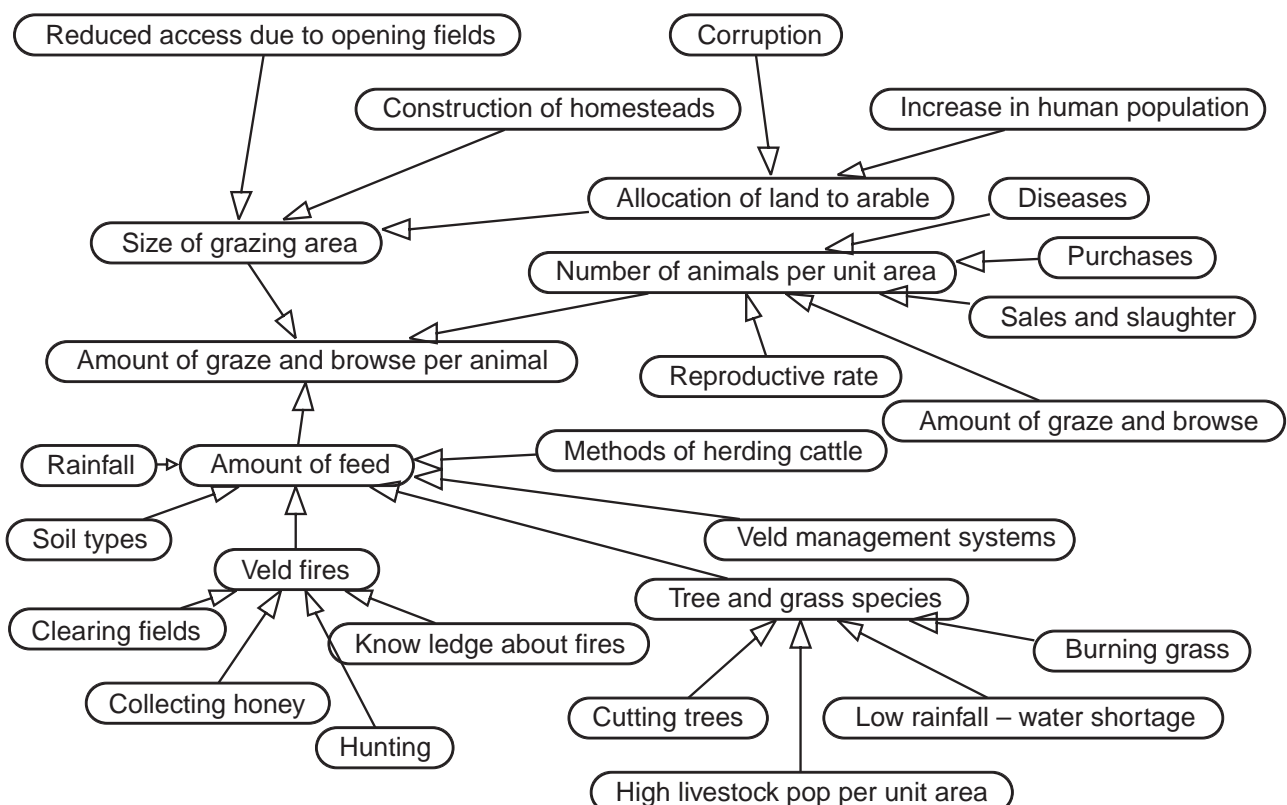 Reduced access due to opening fields
Corruption
Construction of homesteads
Increase in human population
Allocation of land to arable
Diseases
Size of grazing area
Number of animals per unit area
Purchases
Sales and slaughter
Amount of graze and browse per animal
Reproductive rate
Amount of graze and browse
Rainfall
Amount of feed
Methods of herding cattle
Soil types
Veld management systems
Veld fires
Tree and grass species
Clearing fields
Know ledge about fires
Burning grass
Collecting honey
Cutting trees
Low rainfall – water shortage
Hunting
High livestock pop per unit area